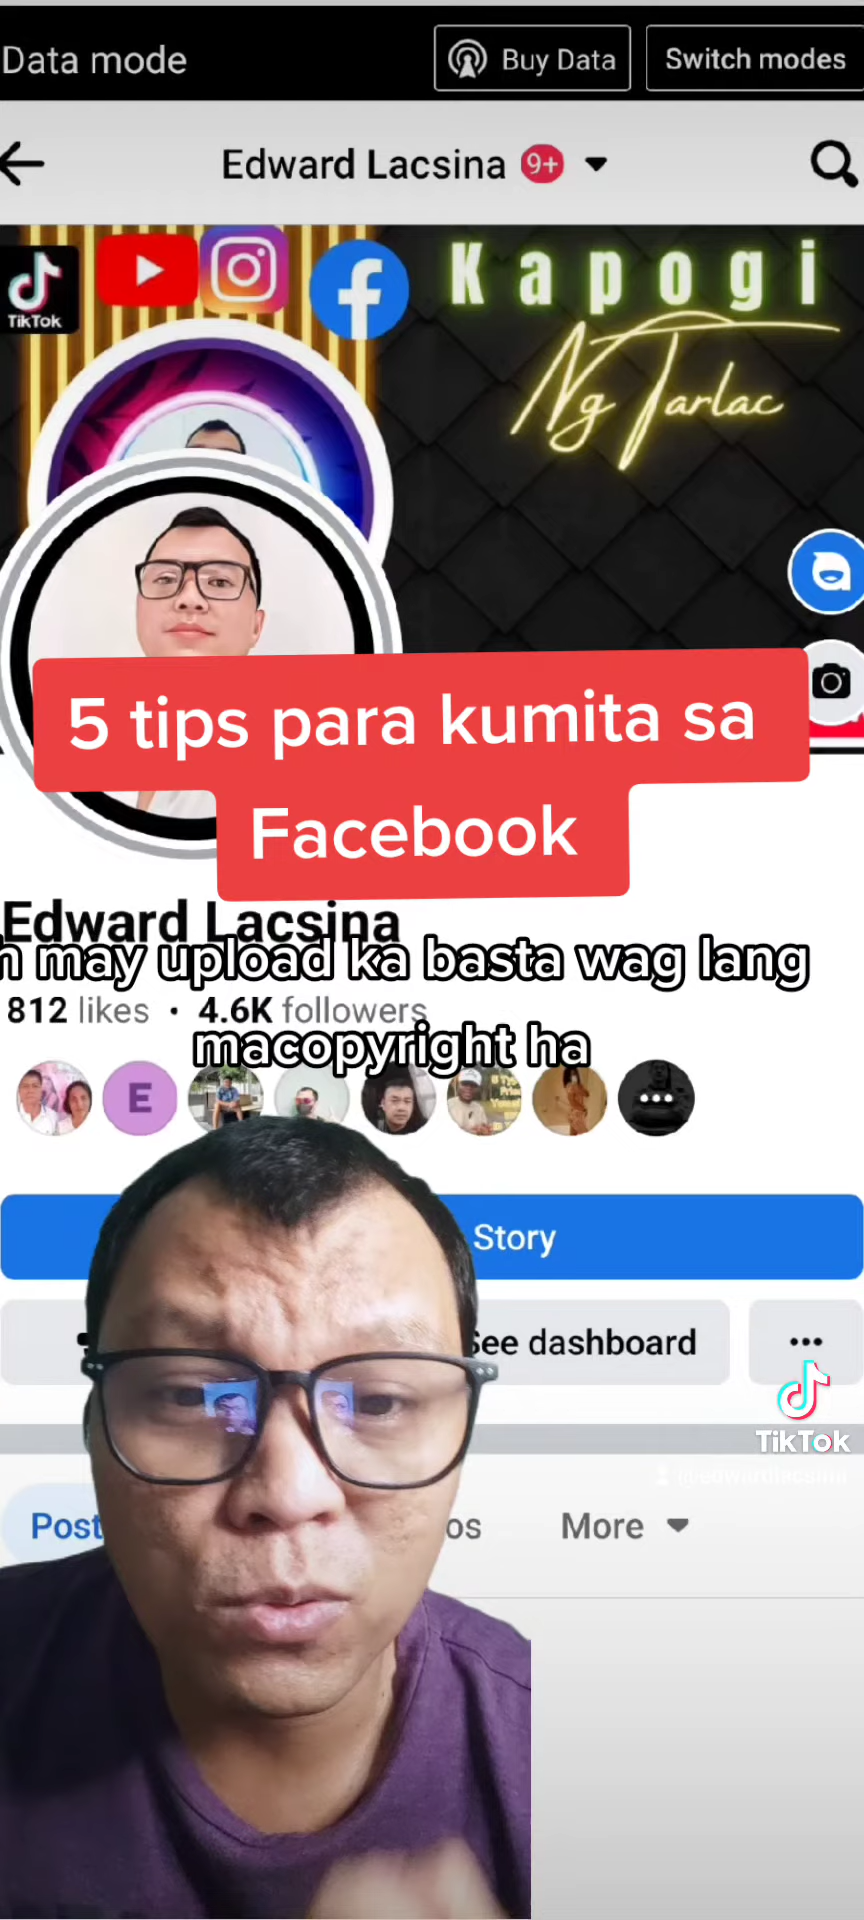 Data mode
Buy Data
Switch modes
Edward Lacsina 9+
TikTok
Kapogi
Ng Tarlac
5 tips para kumita sa
Facebook
Edward Lacsina
may upload ka basta wag lang
macopyright ha
812 likes • 4.6K followers
E
Story
See dashboard
TikTok
@edwardlacsina
Post
os
More